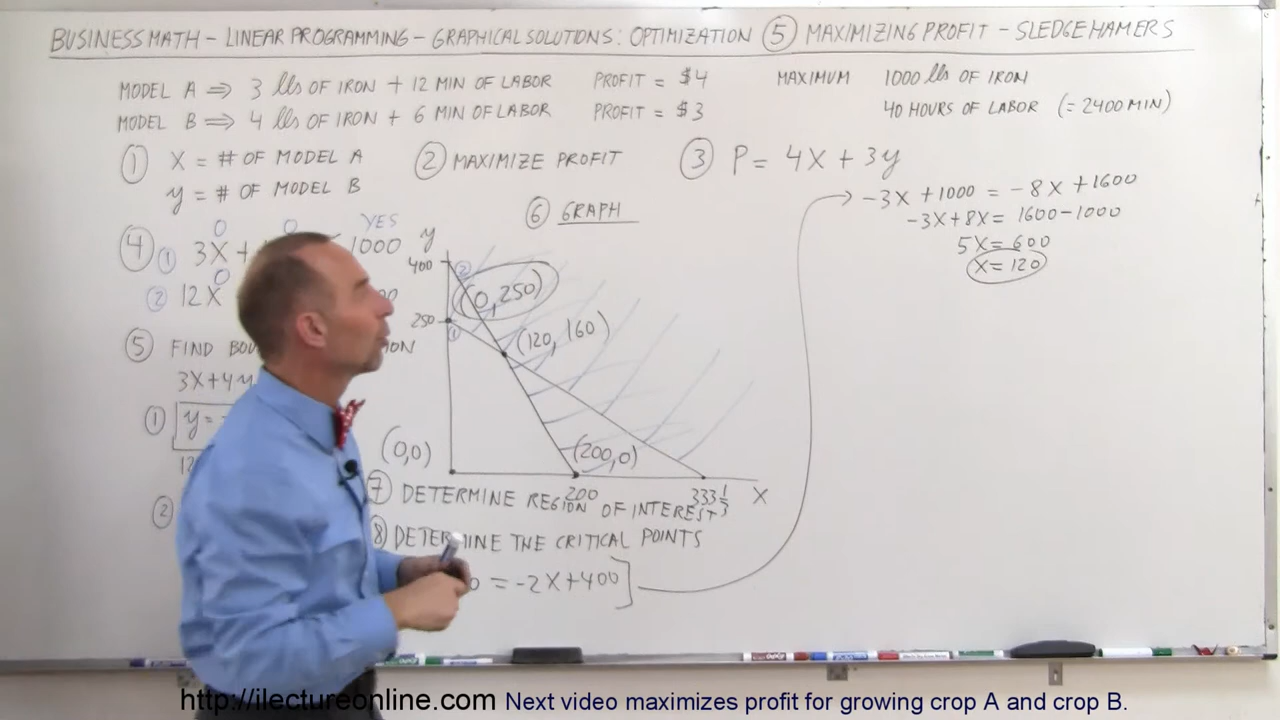 BUSINESS MATH – LINEAR PROGRAMMING – GRAPHICAL SOLUTIONS: OPTIMIZATION (5) MAXIMIZING PROFIT – SLEDGEHAMERS
MODEL A ⇒ 3 lbs OF IRON + 12 MIN OF LABOR PROFIT = $4 MAXIMUM 1000 lbs OF IRON
MODEL B ⇒ 4 lbs OF IRON + 6 MIN OF LABOR PROFIT = $3 40 HOURS OF LABOR (= 2400 MIN)
(1) X = # OF MODEL A
y = # OF MODEL B
(2) MAXIMIZE PROFIT
(3) P = 4X + 3y
0 0 YES
(4) (1) 3X + 1000
0
(2) 12X
(5) FIND
3X+4y
(1) y =
(2)
(6) GRAPH
y
400
(2)
(0,250)
250
(1)
(120, 160)
(0,0)
(200,0)
200
333 1/3
X
(7) DETERMINE REGION OF INTEREST
(8) DETERMINE THE CRITICAL POINTS
= -2X+400]
→ -3X + 1000 = -8X + 1600
-3X+8X = 1600-1000
5X = 600
X = 120
http://ilectureonline.com Next video maximizes profit for growing crop A and crop B.